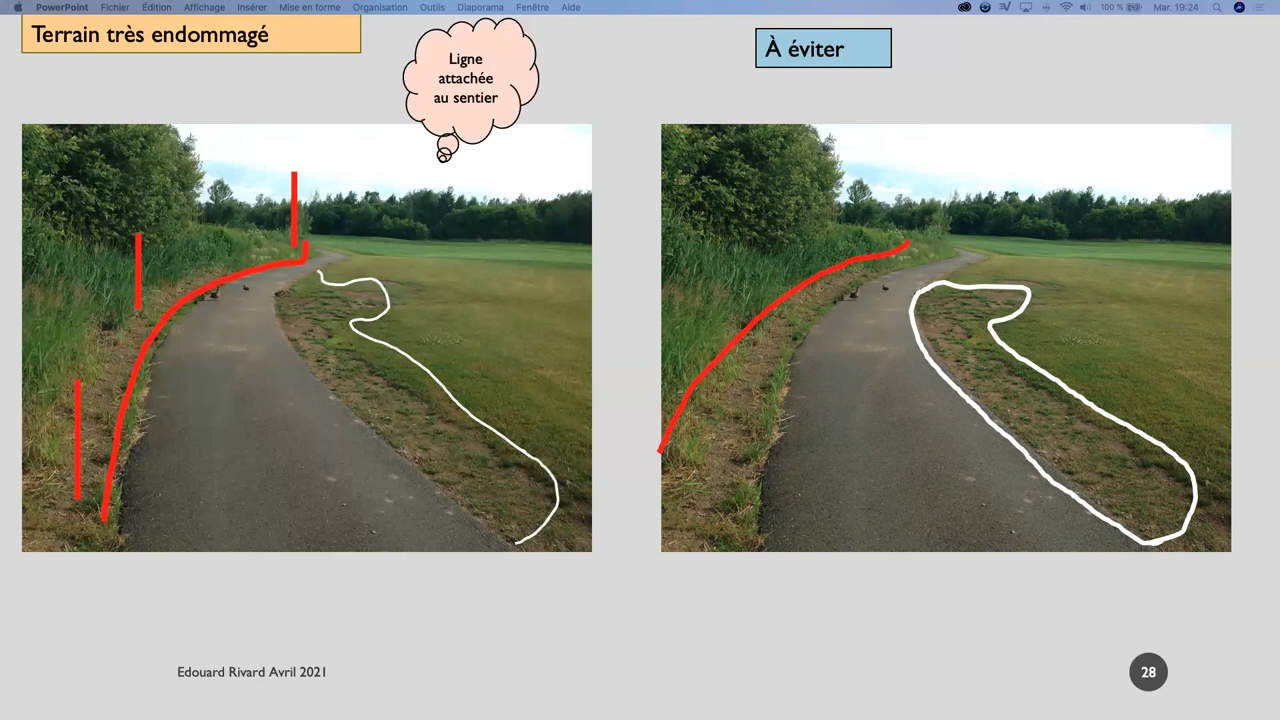 PowerPoint Fichier Édition Affichage Insérer Mise en forme Organisation Outils Diaporama Fenêtre Aide
100 % Mar. 19:24
Terrain très endommagé
Ligne
attachée
au sentier
À éviter
Edouard Rivard Avril 2021
28